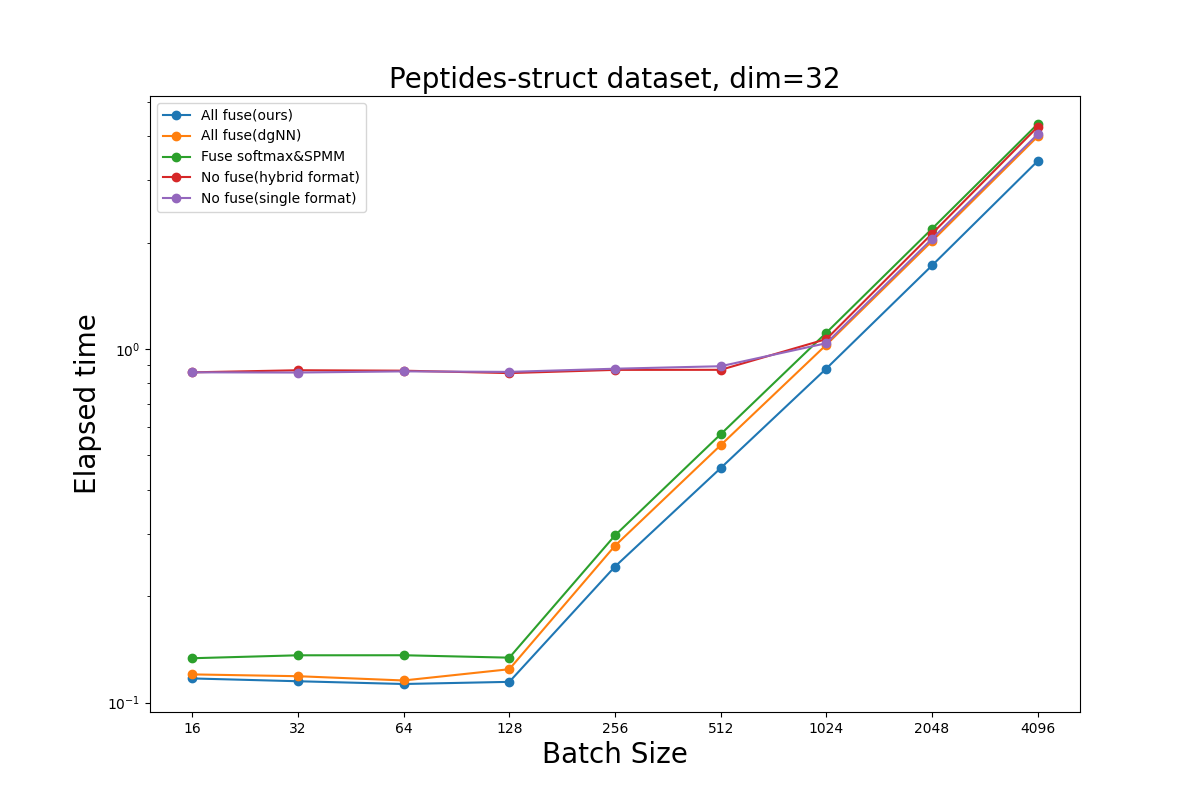 Peptides-struct dataset, dim=32
All fuse(ours)
All fuse(dgNN)
Fuse softmax&SPMM
No fuse(hybrid format)
No fuse(single format)
Elapsed time
10⁰
10⁻¹
16 32 64 128 256 512 1024 2048 4096
Batch Size